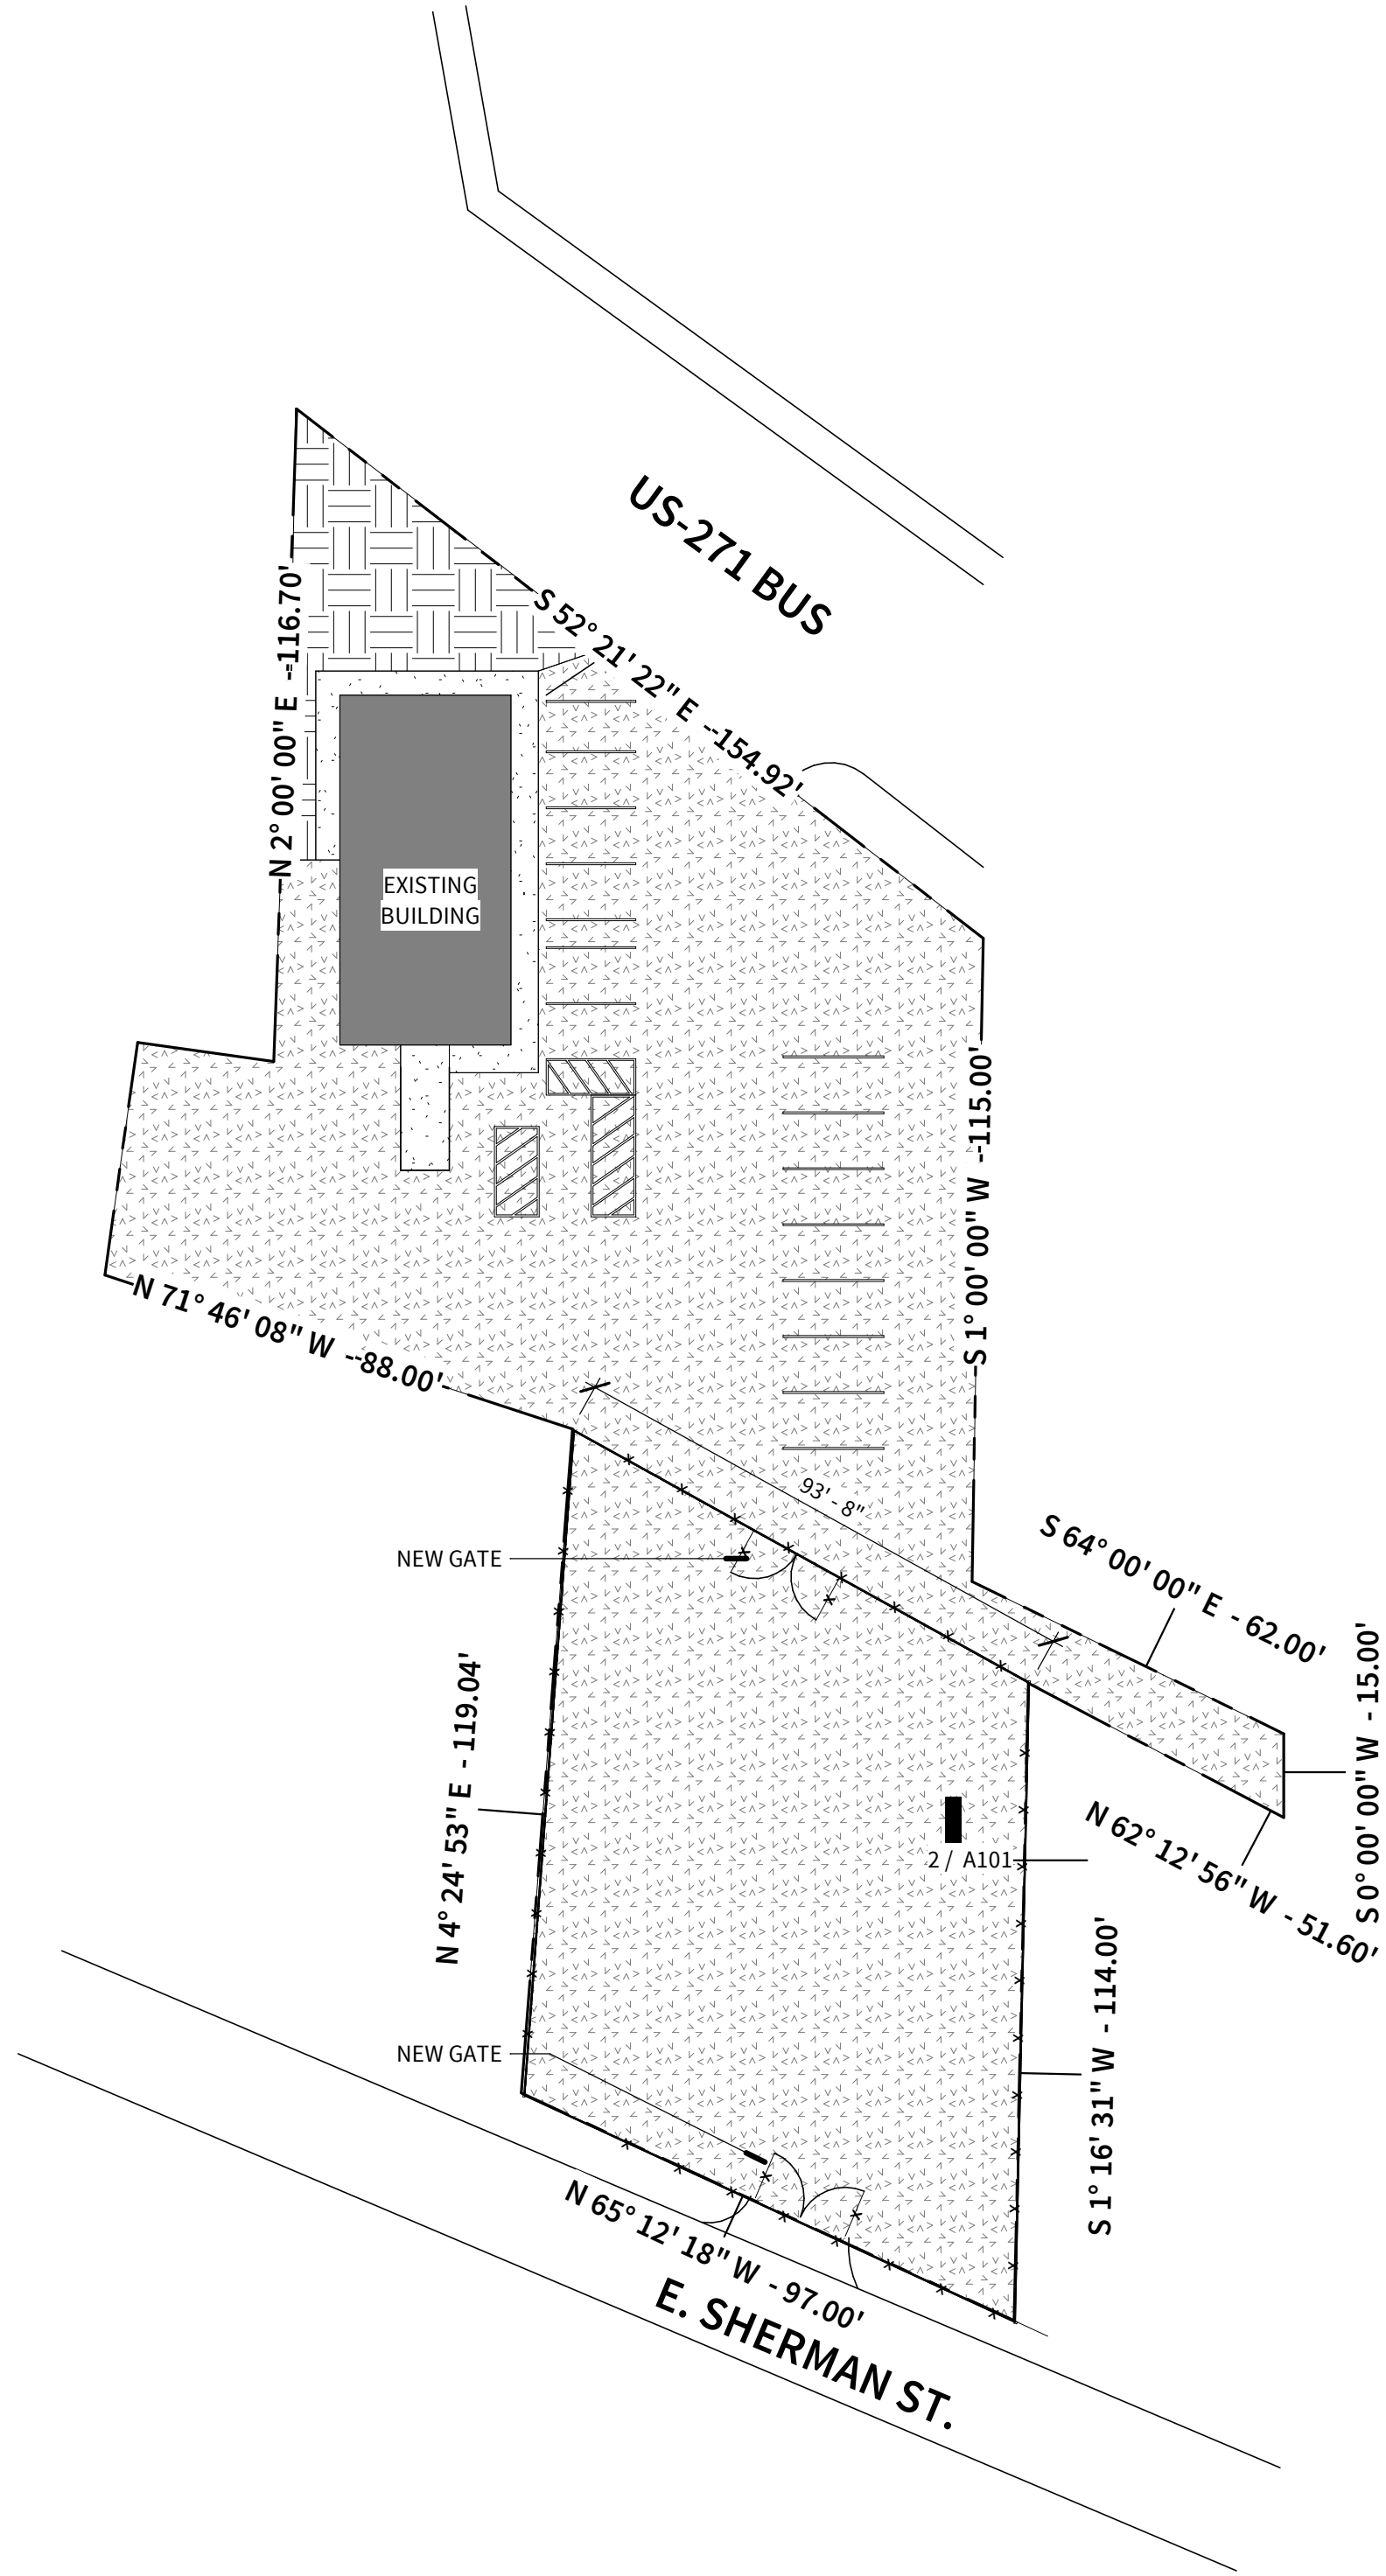 US-271 BUS
S 52° 21' 22" E -- 154.92'
N 2° 00' 00" E -- 116.70'
EXISTING
BUILDING
S 1° 00' 00" W -- 115.00'
N 71° 46' 08" W -- 88.00'
93' - 8"
NEW GATE
S 64° 00' 00" E - 62.00'
S 0° 00' 00" W - 15.00'
N 4° 24' 53" E - 119.04'
2 / A101
N 62° 12' 56" W - 51.60'
S 1° 16' 31" W - 114.00'
NEW GATE
N 65° 12' 18" W - 97.00'
E. SHERMAN ST.